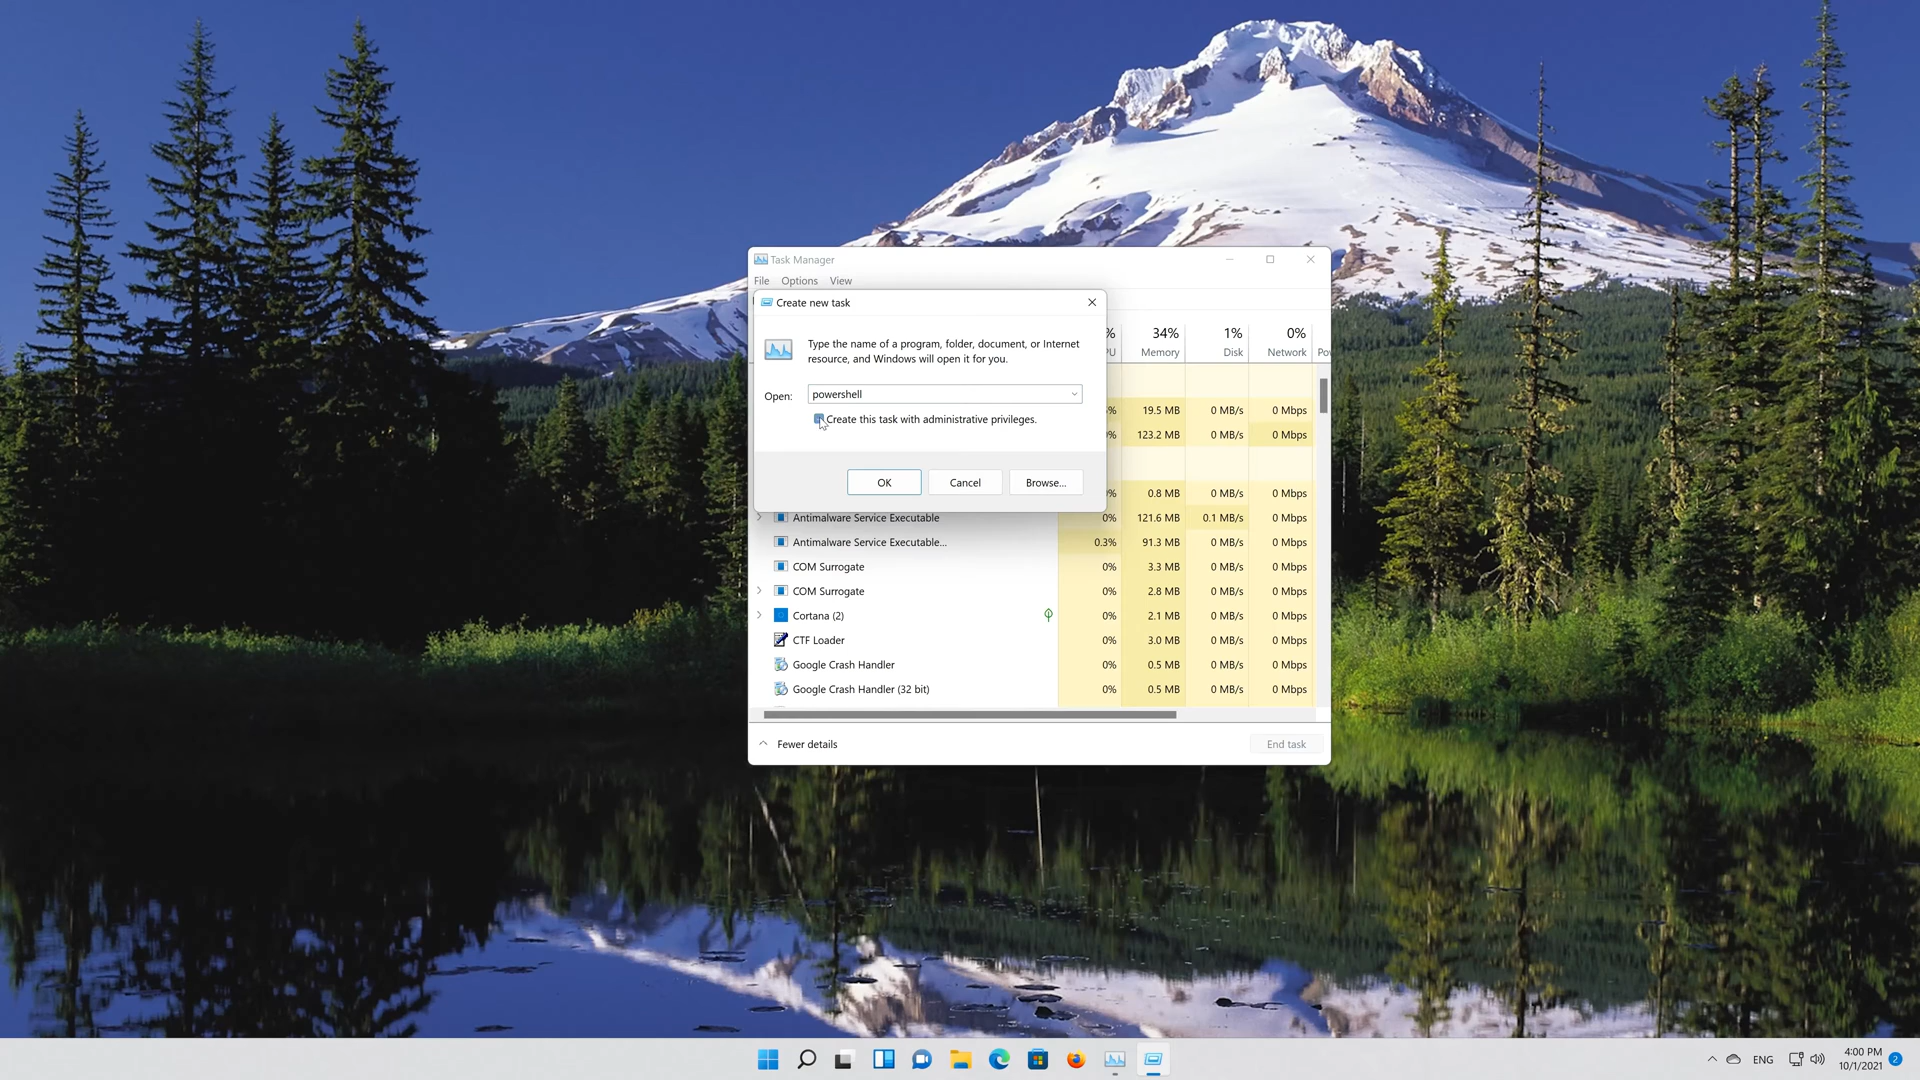 Task Manager
File Options View
Create new task
Type the name of a program, folder, document, or Internet
resource, and Windows will open it for you.
Open: powershell
Create this task with administrative privileges.
OK Cancel Browse...
% 34% 1% 0%
Memory Disk Network
19.5 MB 0 MB/s 0 Mbps
123.2 MB 0 MB/s 0 Mbps
0.8 MB 0 MB/s 0 Mbps
Antimalware Service Executable 0% 121.6 MB 0.1 MB/s 0 Mbps
Antimalware Service Executable... 0.3% 91.3 MB 0 MB/s 0 Mbps
COM Surrogate 0% 3.3 MB 0 MB/s 0 Mbps
COM Surrogate 0% 2.8 MB 0 MB/s 0 Mbps
Cortana (2) 0% 2.1 MB 0 MB/s 0 Mbps
CTF Loader 0% 3.0 MB 0 MB/s 0 Mbps
Google Crash Handler 0% 0.5 MB 0 MB/s 0 Mbps
Google Crash Handler (32 bit) 0% 0.5 MB 0 MB/s 0 Mbps
Fewer details End task
ENG
4:00 PM
10/1/2021
2